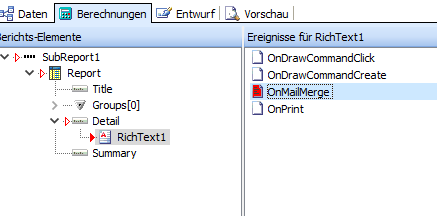 Daten Berechnungen Entwurf Vorschau
Berichts-Elemente
SubReport1
Report
Title
Groups[0]
Detail
RichText1
Summary
Ereignisse für RichText1
OnDrawCommandClick
OnDrawCommandCreate
OnMailMerge
OnPrint